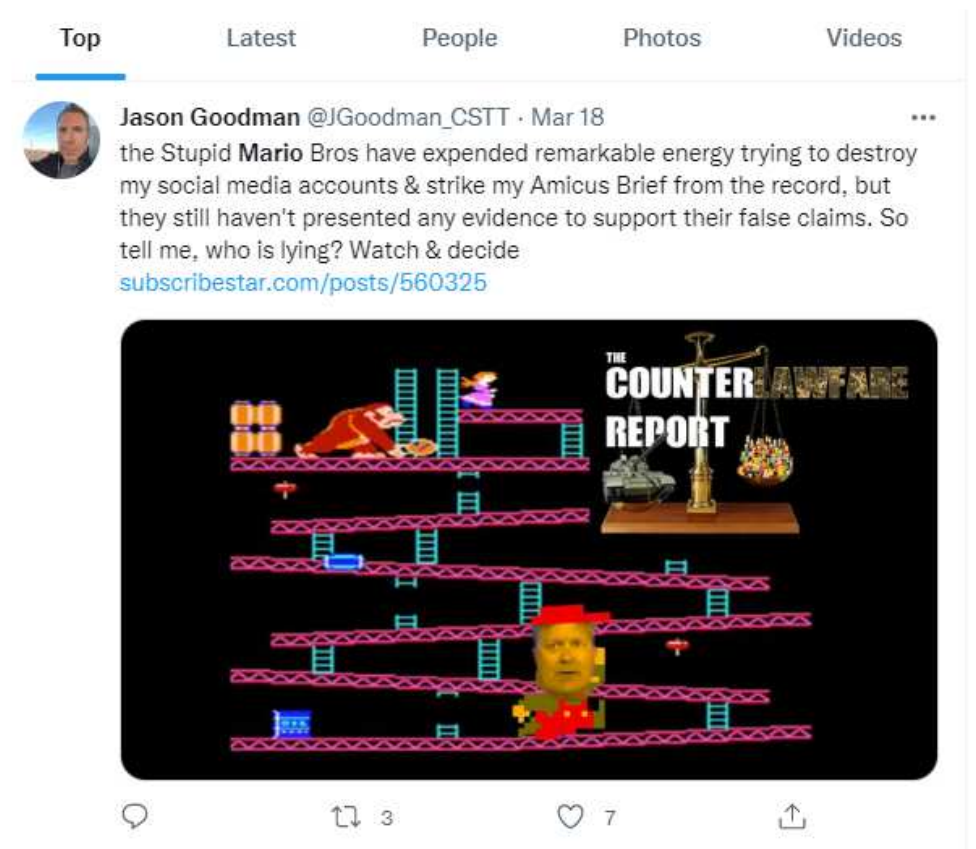 Top Latest People Photos Videos
Jason Goodman @JGoodman_CSTT · Mar 18
the Stupid Mario Bros have expended remarkable energy trying to destroy
my social media accounts & strike my Amicus Brief from the record, but
they still haven't presented any evidence to support their false claims. So
tell me, who is lying? Watch & decide
subscribestar.com/posts/560325
THE
COUNTERLAWFARE
REPORT
3 7